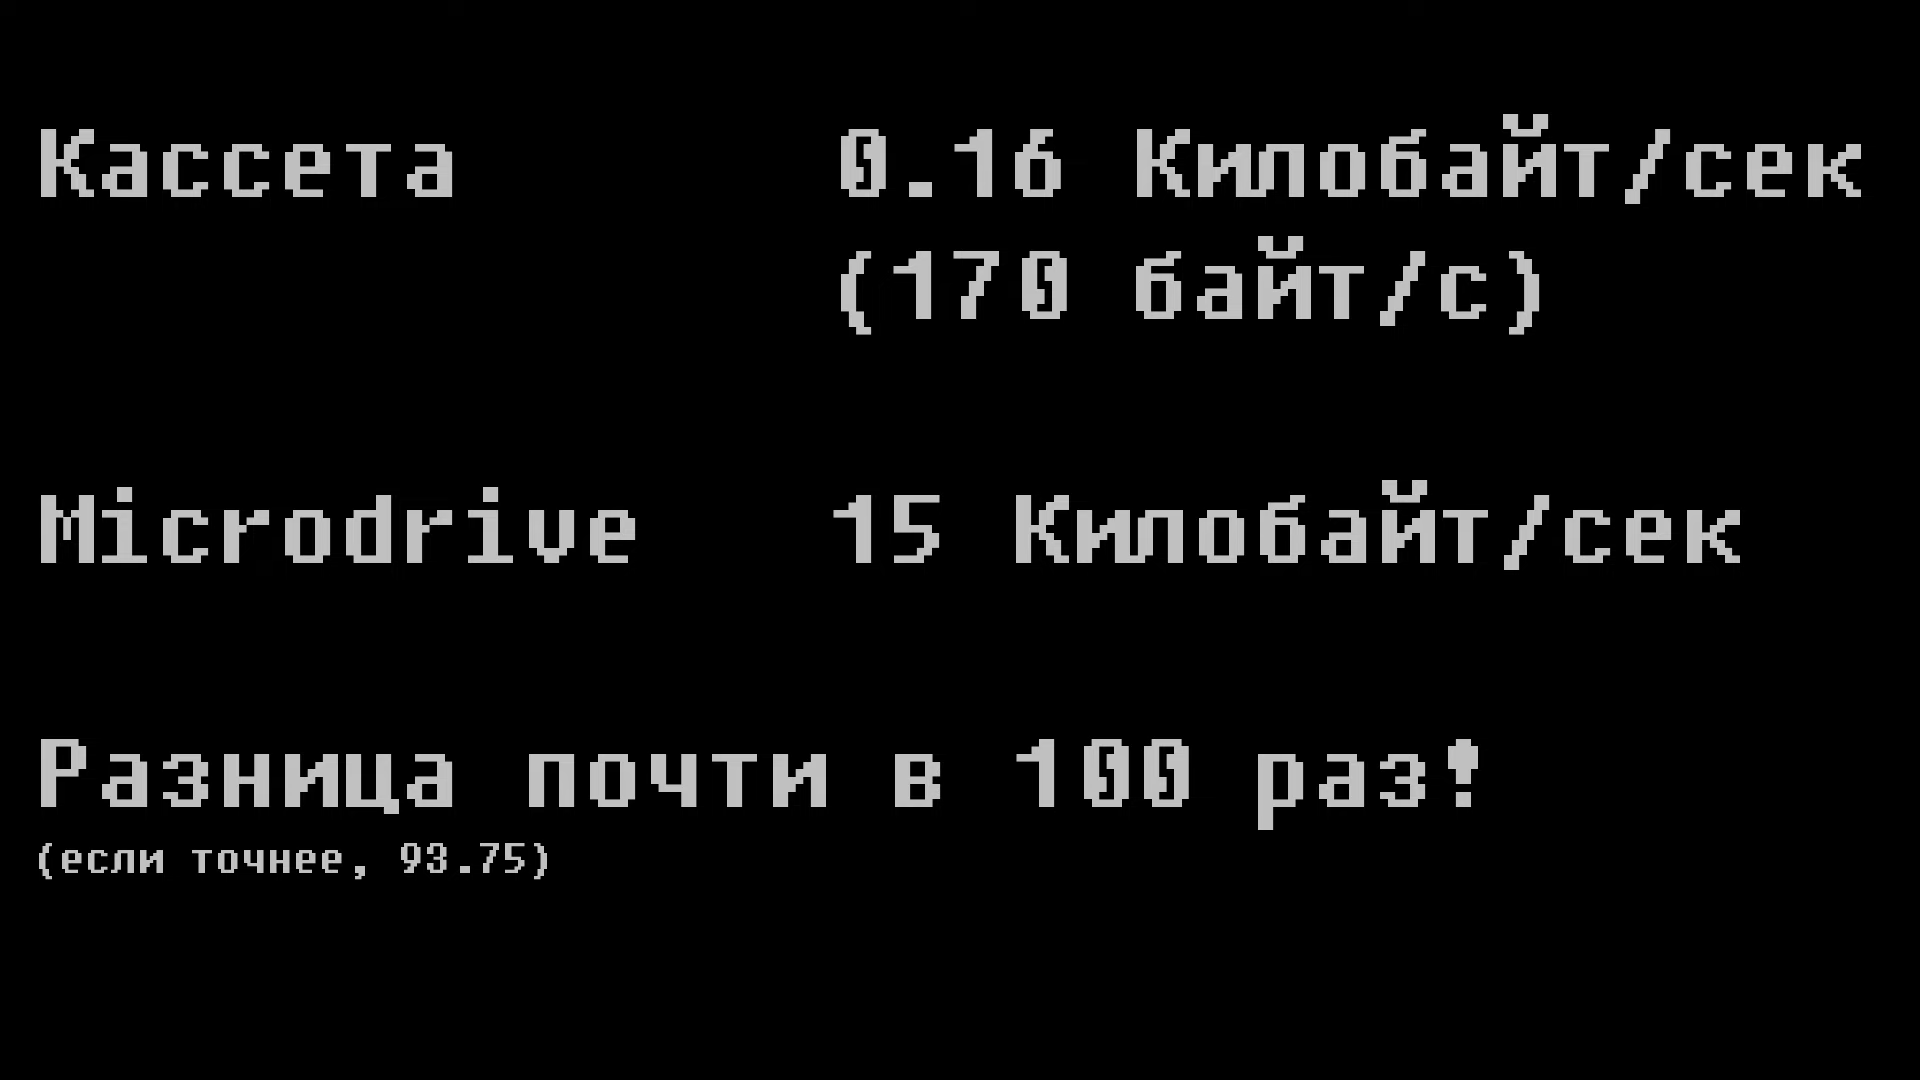 Кассета 0.16 Килобайт/сек
(170 байт/с)
Microdrive 15 Килобайт/сек
Разница почти в 100 раз!
(если точнее, 93.75)